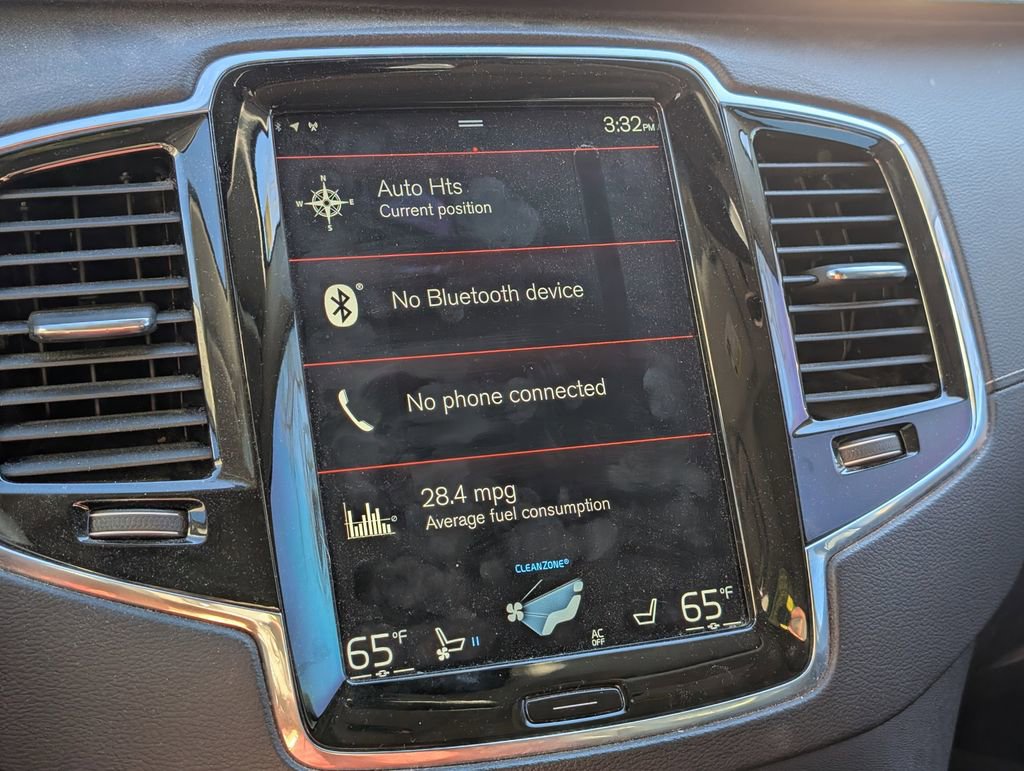 3:32PM
N
W E
S
Auto Hts
Current position
No Bluetooth device
No phone connected
28.4 mpg
Average fuel consumption
CLEANZONE®
65°F
AC
OFF
65°F